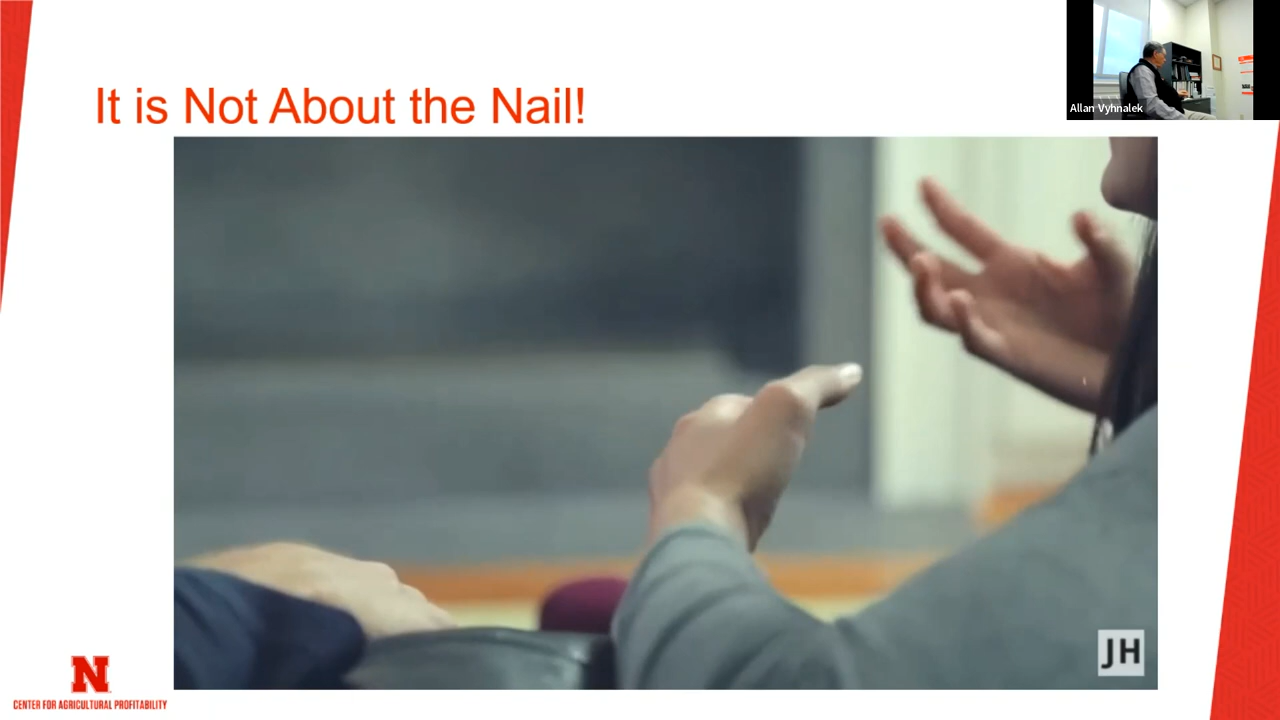 It is Not About the Nail!
Allan Vyhnalek
JH
N
CENTER FOR AGRICULTURAL PROFITABILITY